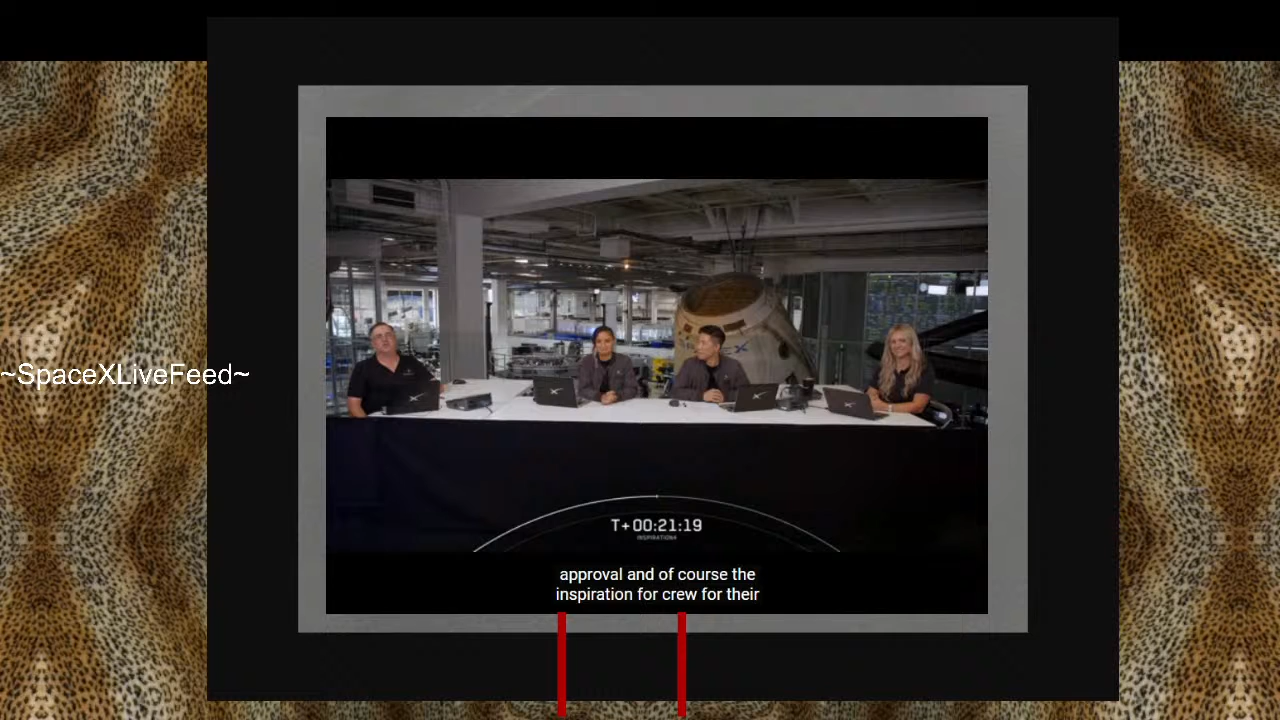 ~SpaceXLiveFeed~
T+00:21:19
INSPIRATION4
approval and of course the
inspiration for crew for their